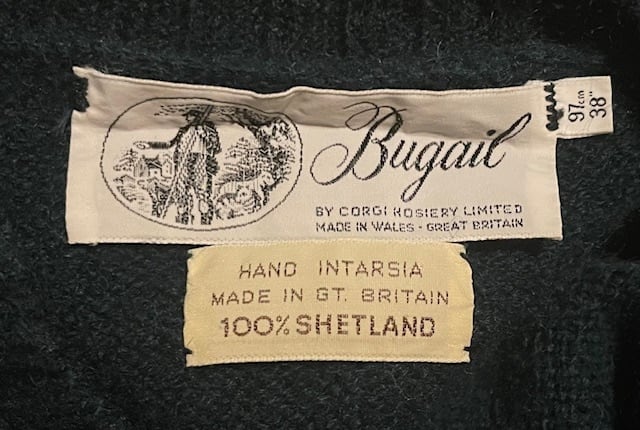 Bugail
BY CORGI HOSIERY LIMITED
MADE IN WALES · GREAT BRITAIN
97cm
38"
HAND INTARSIA
MADE IN GT. BRITAIN
100% SHETLAND